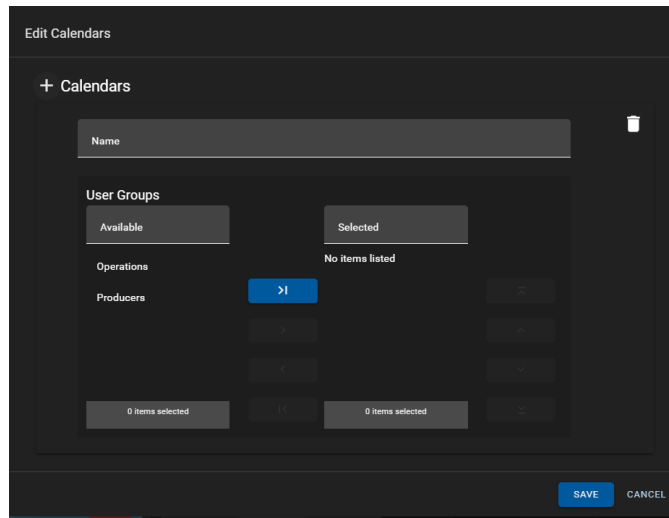 Edit Calendars
Calendars
Name
User Groups
Available
Selected
Operations
No items listed
Producers
0 items selected
0 items selected
SAVE
CANCEL